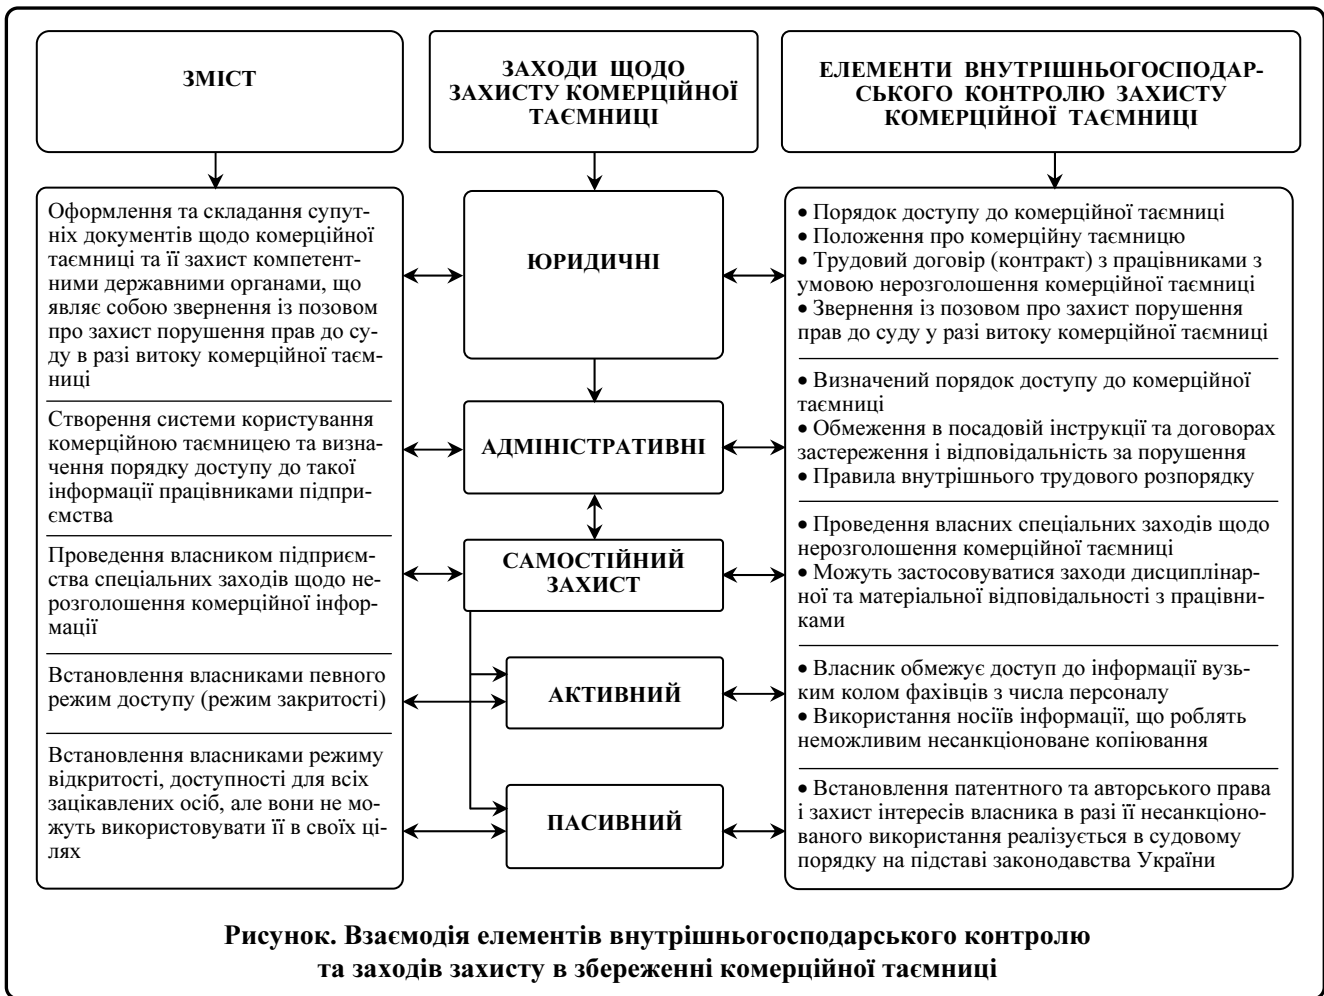 ЗМІСТ
ЗАХОДИ ЩОДО
ЗАХИСТУ КОМЕРЦІЙНОЇ
ТАЄМНИЦІ
ЕЛЕМЕНТИ ВНУТРІШНЬОГОСПОДАР-
СЬКОГО КОНТРОЛЮ ЗАХИСТУ
КОМЕРЦІЙНОЇ ТАЄМНИЦІ
Оформлення та складання супут-
ніх документів щодо комерційної
таємниці та її захист компетент-
ними державними органами, що
являє собою звернення із позовом
про захист порушення прав до су-
ду в разі витоку комерційної таєм-
ниці
ЮРИДИЧНІ
• Порядок доступу до комерційної таємниці
• Положення про комерційну таємницю
• Трудовий договір (контракт) з працівниками з
умовою нерозголошення комерційної таємниці
• Звернення із позовом про захист порушення
прав до суду у разі витоку комерційної таємниці
Створення системи користування
комерційною таємницею та визна-
чення порядку доступу до такої
інформації працівниками підпри-
ємства
АДМІНІСТРАТИВНІ
• Визначений порядок доступу до комерційної
таємниці
• Обмеження в посадовій інструкції та договорах
застереження і відповідальність за порушення
• Правила внутрішнього трудового розпорядку
Проведення власником підприєм-
ства спеціальних заходів щодо не-
розголошення комерційної інфор-
мації
САМОСТІЙНИЙ
ЗАХИСТ
• Проведення власних спеціальних заходів щодо
нерозголошення комерційної таємниці
• Можуть застосовуватися заходи дисциплінар-
ної та матеріальної відповідальності з працівни-
ками
Встановлення власниками певного
режим доступу (режим закритості)
АКТИВНИЙ
• Власник обмежує доступ до інформації вузь-
ким колом фахівців з числа персоналу
• Використання носіїв інформації, що роблять
неможливим несанкціоноване копіювання
Встановлення власниками режиму
відкритості, доступності для всіх
зацікавлених осіб, але вони не мо-
жуть використовувати її в своїх ці-
лях
ПАСИВНИЙ
• Встановлення патентного та авторського права
і захист інтересів власника в разі її несанкціоно-
ваного використання реалізується в судовому
порядку на підставі законодавства України
Рисунок. Взаємодія елементів внутрішньогосподарського контролю
та заходів захисту в збереженні комерційної таємниці